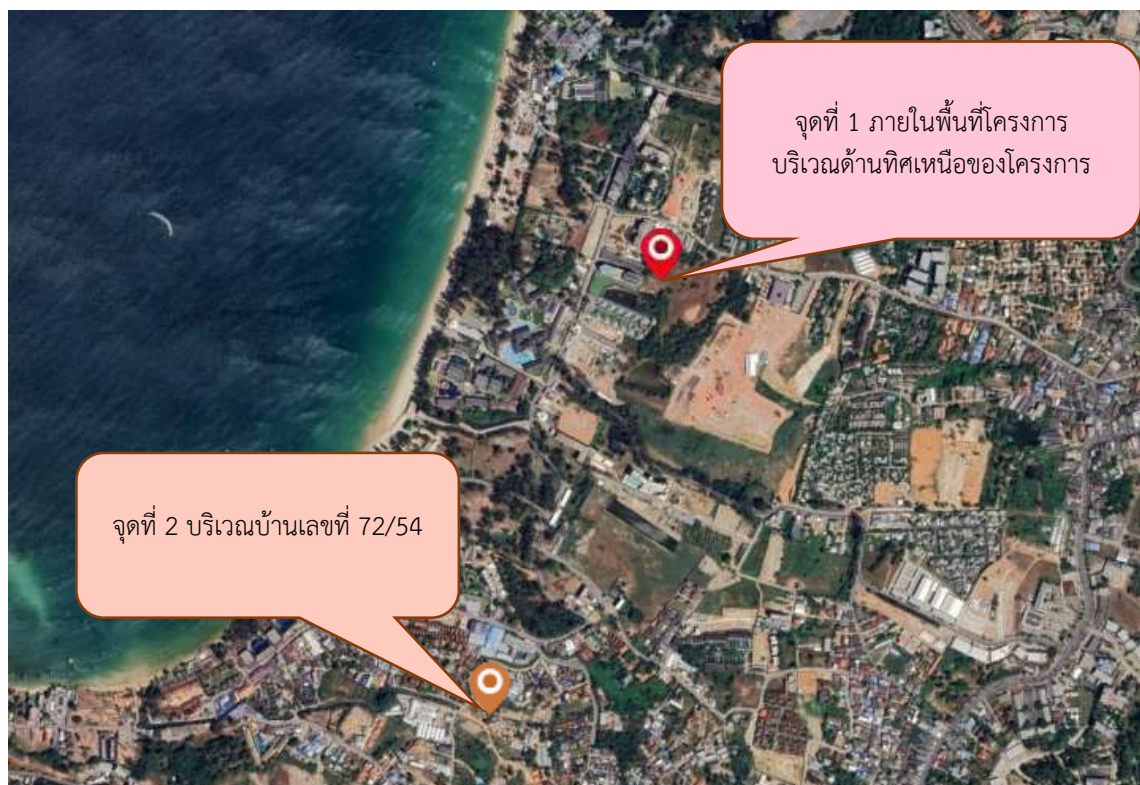 จุดที่ 1 ภายในพื้นที่โครงการ
บริเวณด้านทิศเหนือของโครงการ
จุดที่ 2 บริเวณบ้านเลขที่ 72/54